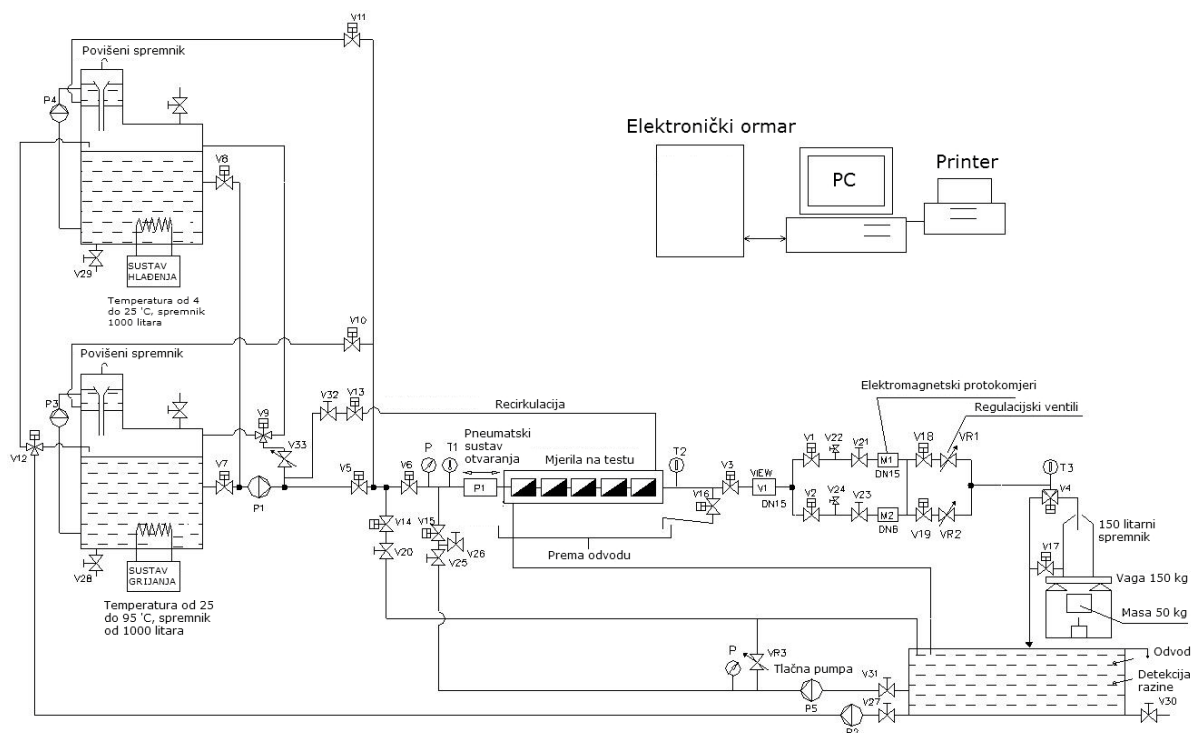 V11
Povišeni spremnik
P4
V8
V29
SUSTAV
HLAĐENJA
Temperatura od 4
do 25 'C, spremnik
1000 litara
Elektronički ormar
PC
Printer
V10
Povišeni spremnik
P3
V9
V33
V32
V13
Recirkulacija
V12
V7
P1
V5
V6
P
T1
Pneumatski
sustav
otvaranja
P1
Mjerila na testu
T2
V3
V16
VIEW
V1
DN15
V1
V22
V21
M1
DN15
V18
VR1
Elektromagnetski protokomjeri
Regulacijski ventili
V2
V24
V23
M2
DN6
V19
VR2
T3
V4
150 litarni
spremnik
V17
Vaga 150 kg
Masa 50 kg
V14
V20
V15
V26
V25
Prema odvodu
V28
SUSTAV
GRIJANJA
Temperatura od 25
do 95 'C, spremnik
od 1000 litara
P
VR3
Tlačna pumpa
P5
V31
V27
P2
Odvod
Detekcija
razine
V30